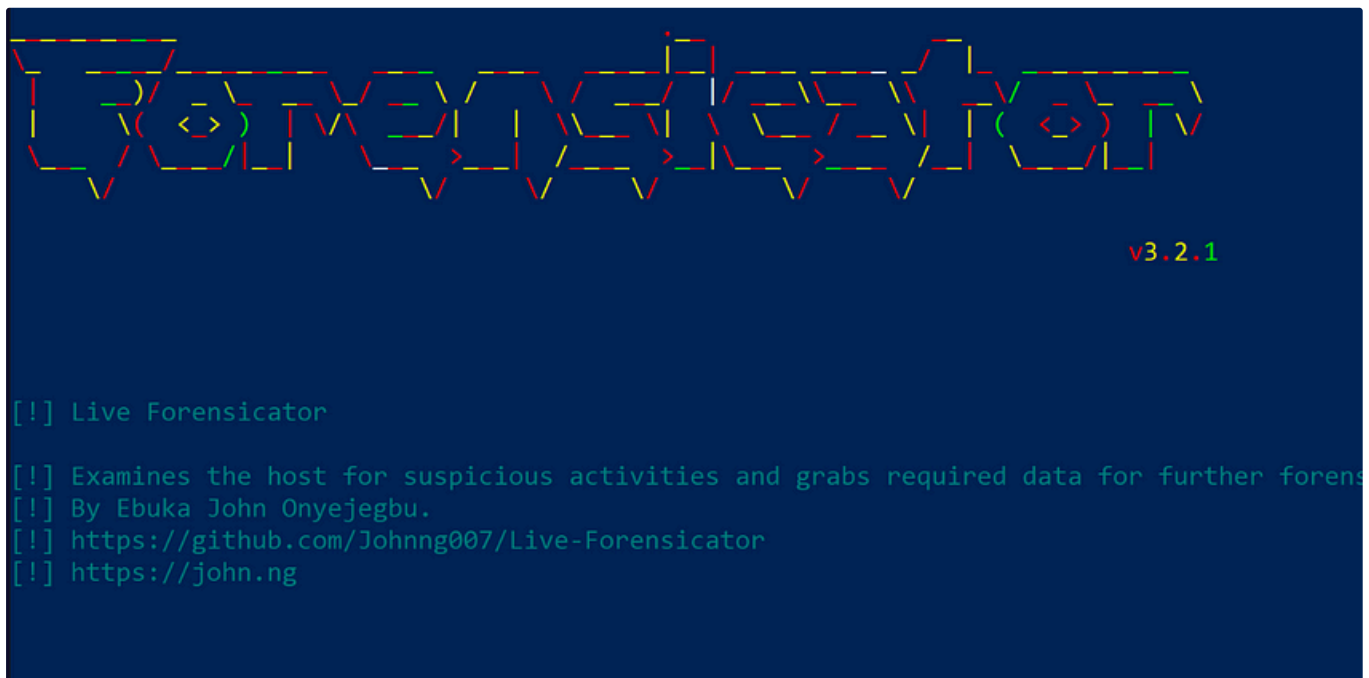 Forensicator
v3.2.1
[!] Live Forensicator
[!] Examines the host for suspicious activities and grabs required data for further forens
[!] By Ebuka John Onyejegbu.
[!] https://github.com/Johnng007/Live-Forensicator
[!] https://john.ng